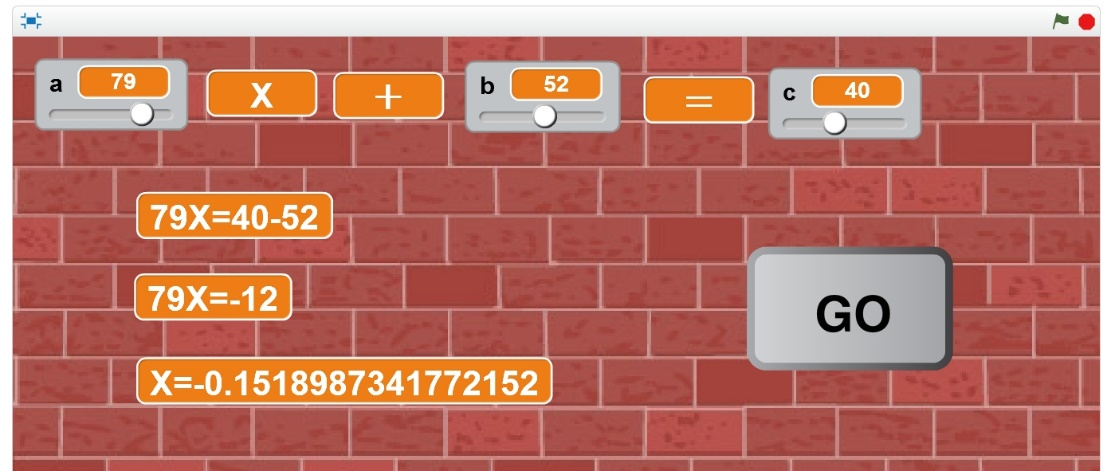 a 79 X + b 52 = c 40
79X=40-52
79X=-12
GO
X=-0.1518987341772152